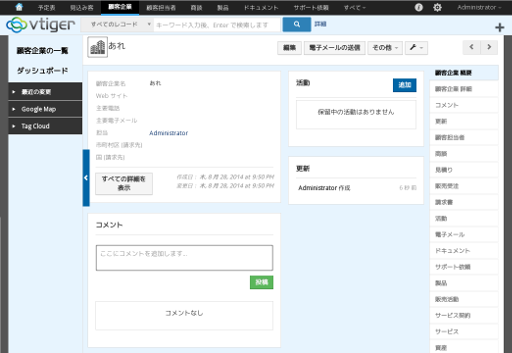 予定表 見込み客 顧客企業 顧客担当者 商談 製品 ドキュメント サポート依頼 すべて Administrator
vtiger すべてのレコード キーワード入力後、Enter で検索します 詳細
顧客企業の一覧
ダッシュボード
最近の変更
Google Map
Tag Cloud
あれ
編集 電子メールの送信 その他
顧客企業名 あれ
Web サイト
主要電話
主要電子メール
担当 Administrator
市町村区 (請求先)
国 (請求先)
すべての詳細を表示
作成日: 木, 8月 28, 2014 at 9:50 PM
変更日: 木, 8月 28, 2014 at 9:50 PM
コメント
ここにコメントを追加します...
投稿
コメントなし
活動 追加
保留中の活動はありません
更新
Administrator 作成 6 秒 前
顧客企業 概要
顧客企業 詳細
コメント
更新
顧客担当者
商談
見積り
販売受注
請求書
活動
電子メール
ドキュメント
サポート依頼
製品
販売活動
サービス契約
サービス
資産